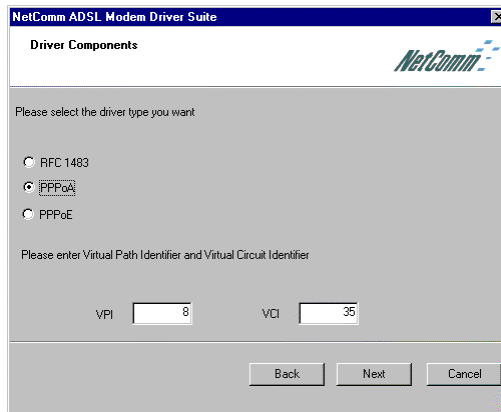 NetComm ADSL Modem Driver Suite
Driver Components
NetComm
Please select the driver type you want
RFC 1483
PPPoA
PPPoE
Please enter Virtual Path Identifier and Virtual Circuit Identifier
VPI 8 VCI 35
Back Next Cancel